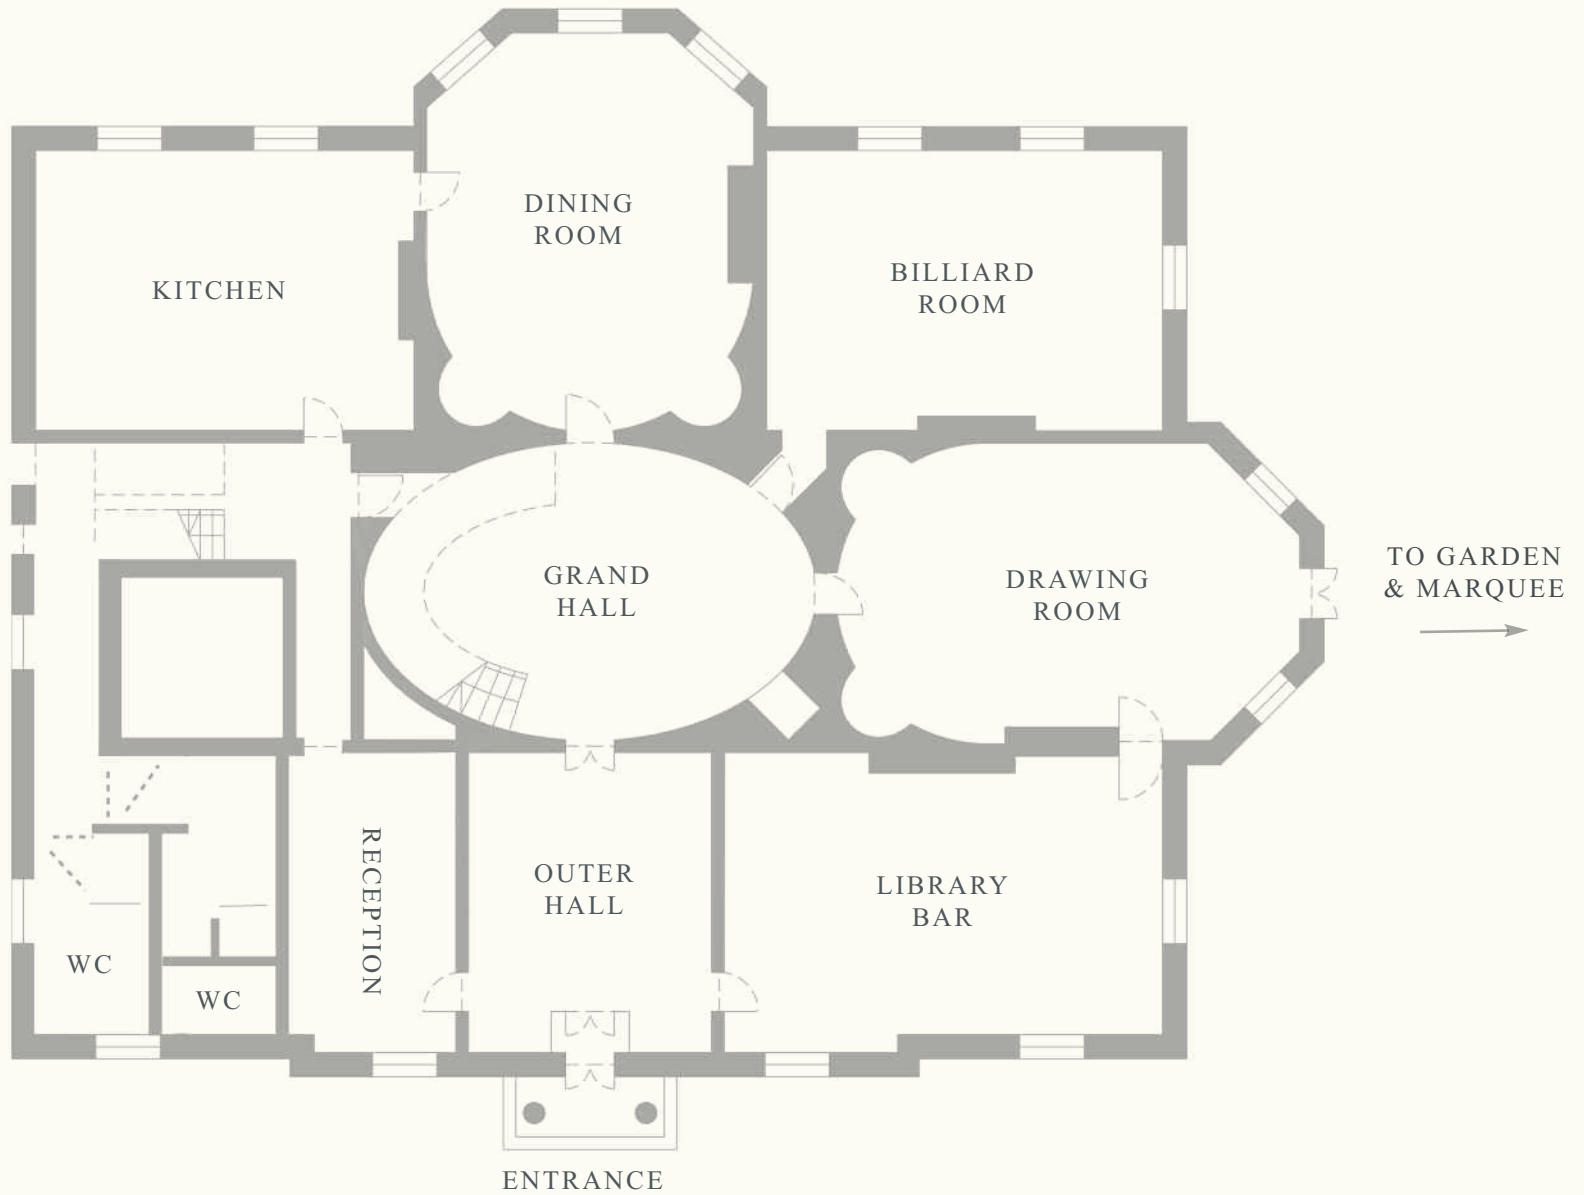 DINING
ROOM
KITCHEN
BILLIARD
ROOM
GRAND
HALL
DRAWING
ROOM
TO GARDEN
& MARQUEE
RECEPTION
OUTER
HALL
LIBRARY
BAR
WC
WC
ENTRANCE